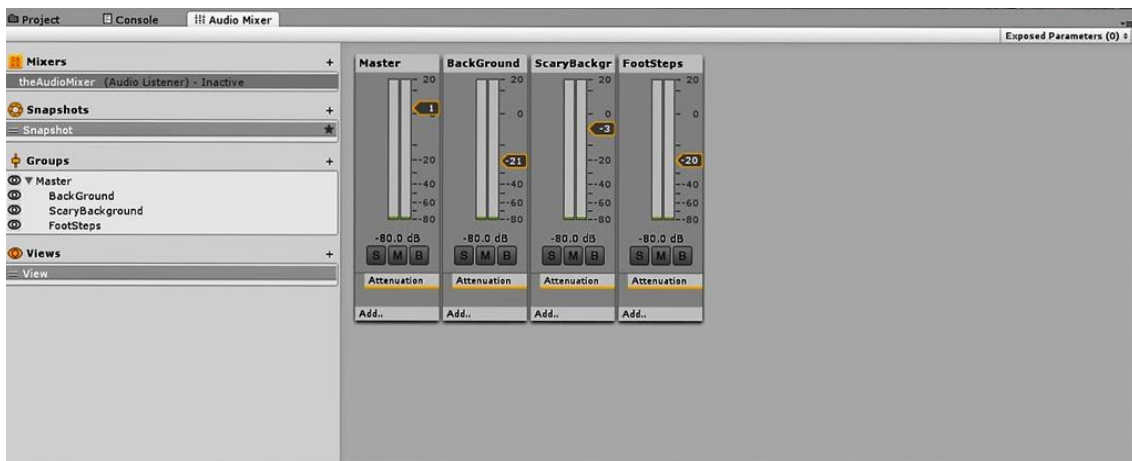 Project Console Audio Mixer
Exposed Parameters (0)
Mixers +
theAudioMixer (Audio Listener) - Inactive
Snapshots +
Snapshot
Groups +
Master
BackGround
ScaryBackground
FootSteps
Views +
View
Master BackGround ScaryBackgr FootSteps
20 20 20 20
1
0 0 0
-3
-20 -21 -20 -20
-40 -40 -40 -40
-60 -60 -60 -60
-80 -80 -80 -80
-80.0 dB -80.0 dB -80.0 dB -80.0 dB
S M B S M B S M B S M B
Attenuation Attenuation Attenuation Attenuation
Add.. Add.. Add.. Add..